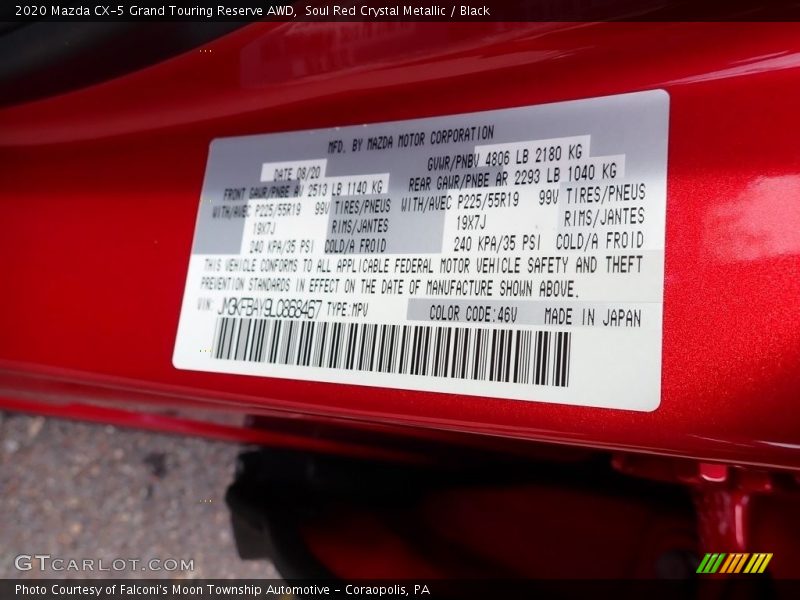 2020 Mazda CX-5 Grand Touring Reserve AWD, Soul Red Crystal Metallic / Black
MFD. BY MAZDA MOTOR CORPORATION
DATE 08/20 GVWR/PNBV 4806 LB 2180 KG
FRONT GAWR/PNBE AV 2513 LB 1140 KG REAR GAWR/PNBE AR 2293 LB 1040 KG
WITH/AVEC P225/55R19 99V TIRES/PNEUS WITH/AVEC P225/55R19 99V TIRES/PNEUS
19X7J RIMS/JANTES 19X7J RIMS/JANTES
240 KPA/35 PSI COLD/A FROID 240 KPA/35 PSI COLD/A FROID
THIS VEHICLE CONFORMS TO ALL APPLICABLE FEDERAL MOTOR VEHICLE SAFETY AND THEFT
PREVENTION STANDARDS IN EFFECT ON THE DATE OF MANUFACTURE SHOWN ABOVE.
VIN: JM3KFBAY9L0868467 TYPE:MPV COLOR CODE:46V MADE IN JAPAN
GTCARLOT.COM
Photo Courtesy of Falconi's Moon Township Automotive - Coraopolis, PA